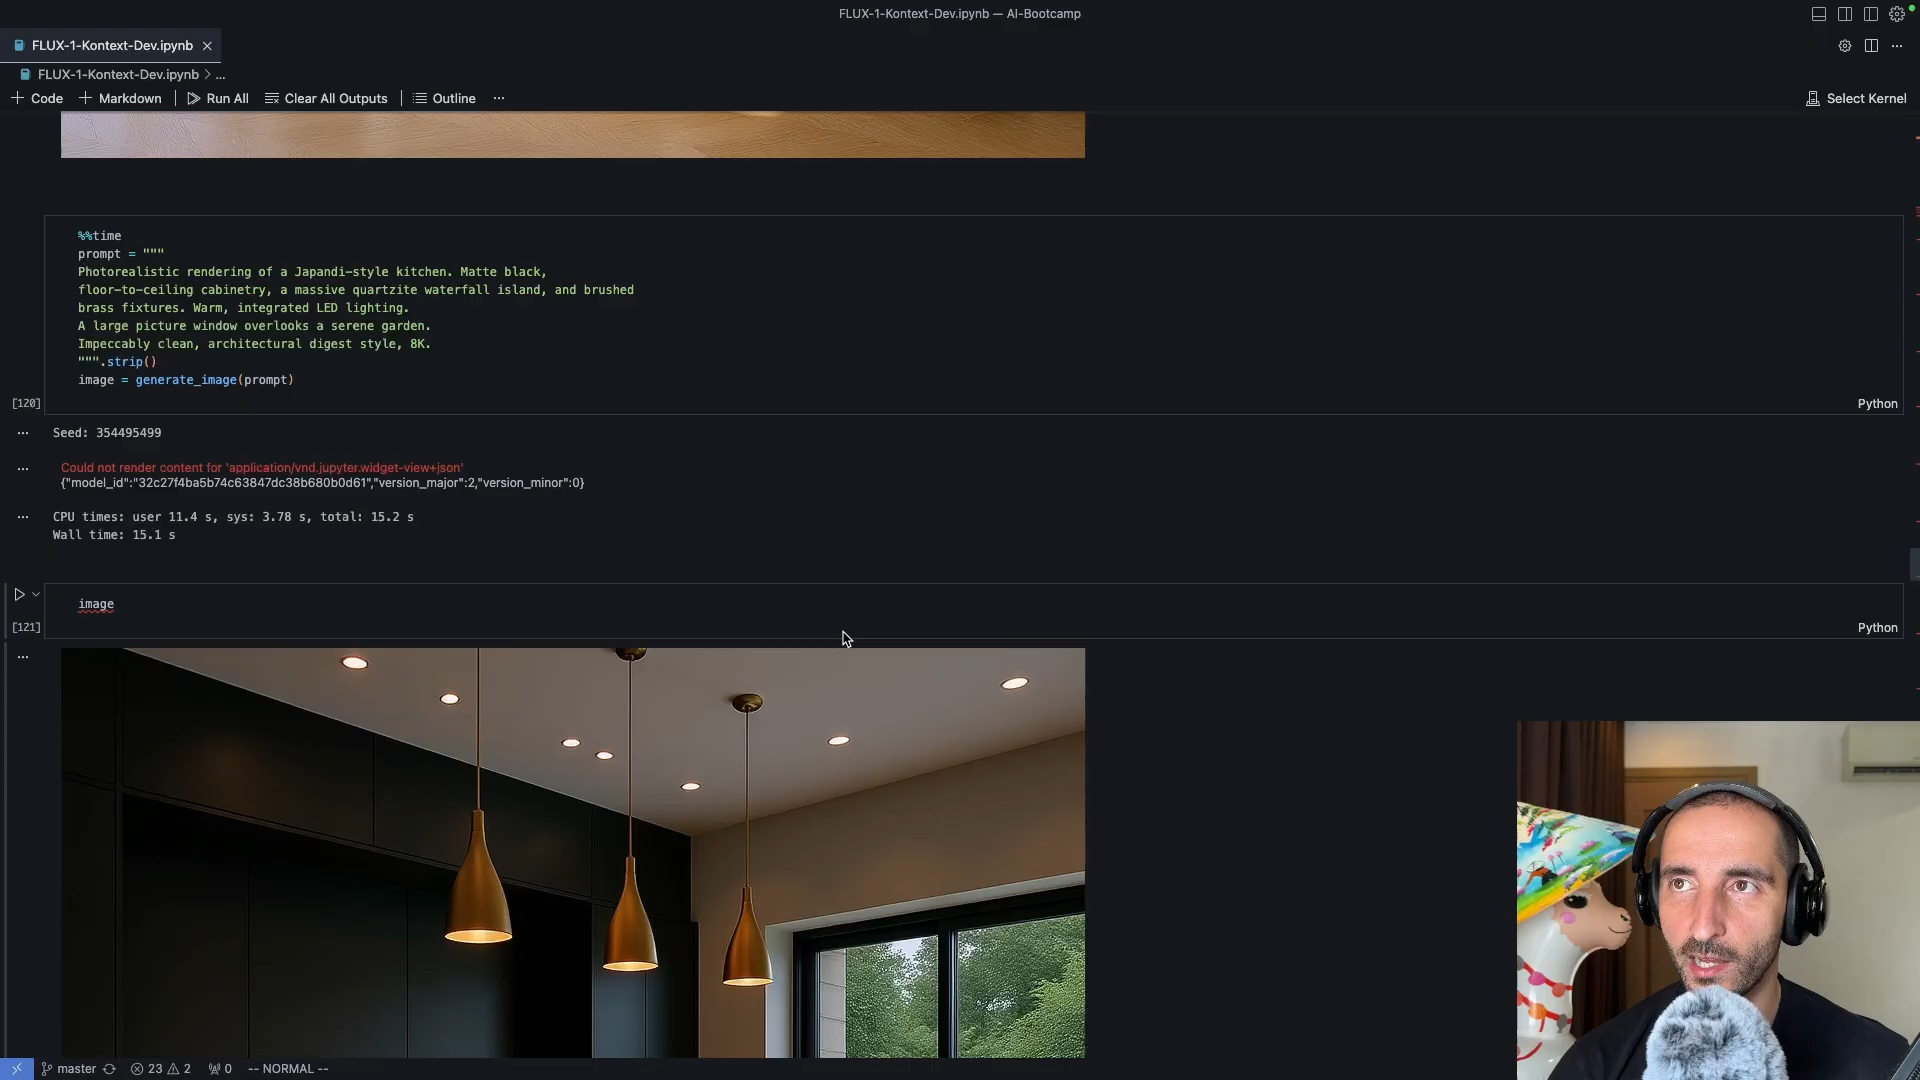 FLUX-1-Kontext-Dev.ipynb — AI-Bootcamp
FLUX-1-Kontext-Dev.ipynb
FLUX-1-Kontext-Dev.ipynb > ...
Code
Markdown
Run All
Clear All Outputs
Outline
...
Select Kernel
%%time
prompt = """
Photorealistic rendering of a Japandi-style kitchen. Matte black,
floor-to-ceiling cabinetry, a massive quartzite waterfall island, and brushed
brass fixtures. Warm, integrated LED lighting.
A large picture window overlooks a serene garden.
Impeccably clean, architectural digest style, 8K.
""".strip()
image = generate_image(prompt)
[120]
Python
Seed: 354495499
Could not render content for 'application/vnd.jupyter.widget-view+json'
{"model_id":"32c27f4ba5b74c63847dc38b680b0d61","version_major":2,"version_minor":0}
CPU times: user 11.4 s, sys: 3.78 s, total: 15.2 s
Wall time: 15.1 s
image
[121]
Python
master
23
2
0
-- NORMAL --